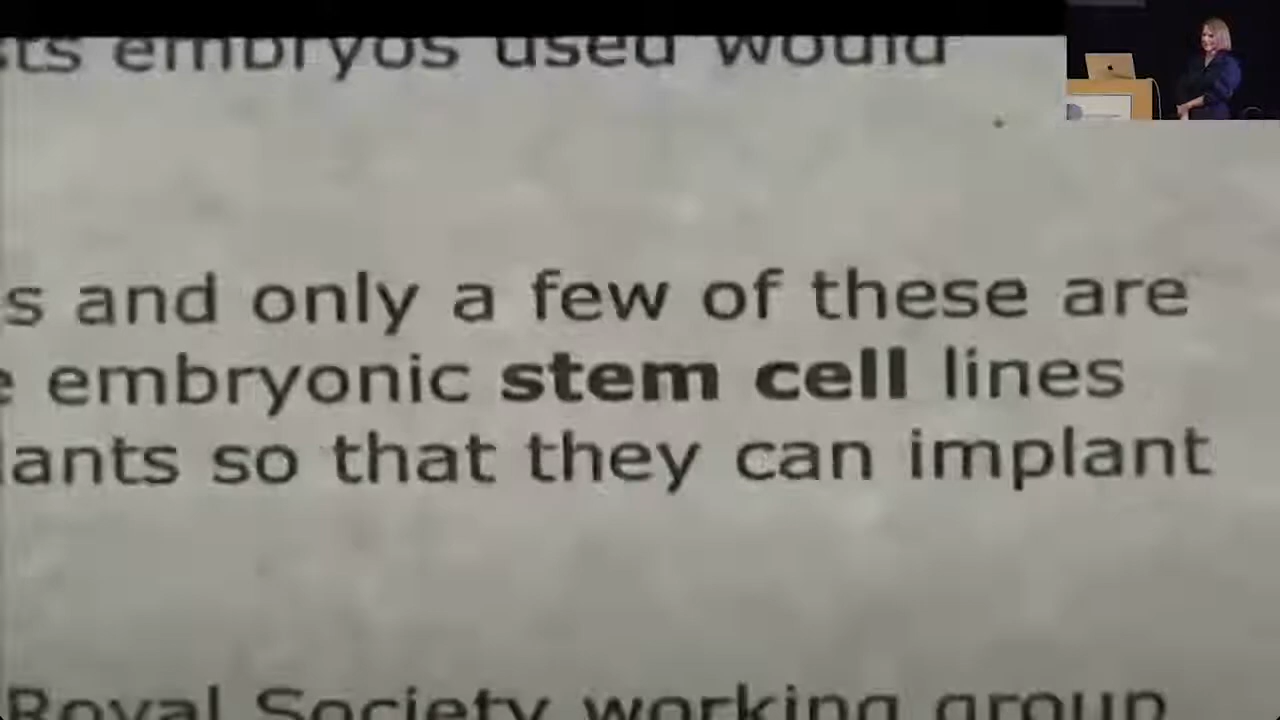 embryos used would
s and only a few of these are
embryonic stem cell lines
ants so that they can implant
Royal Society working group